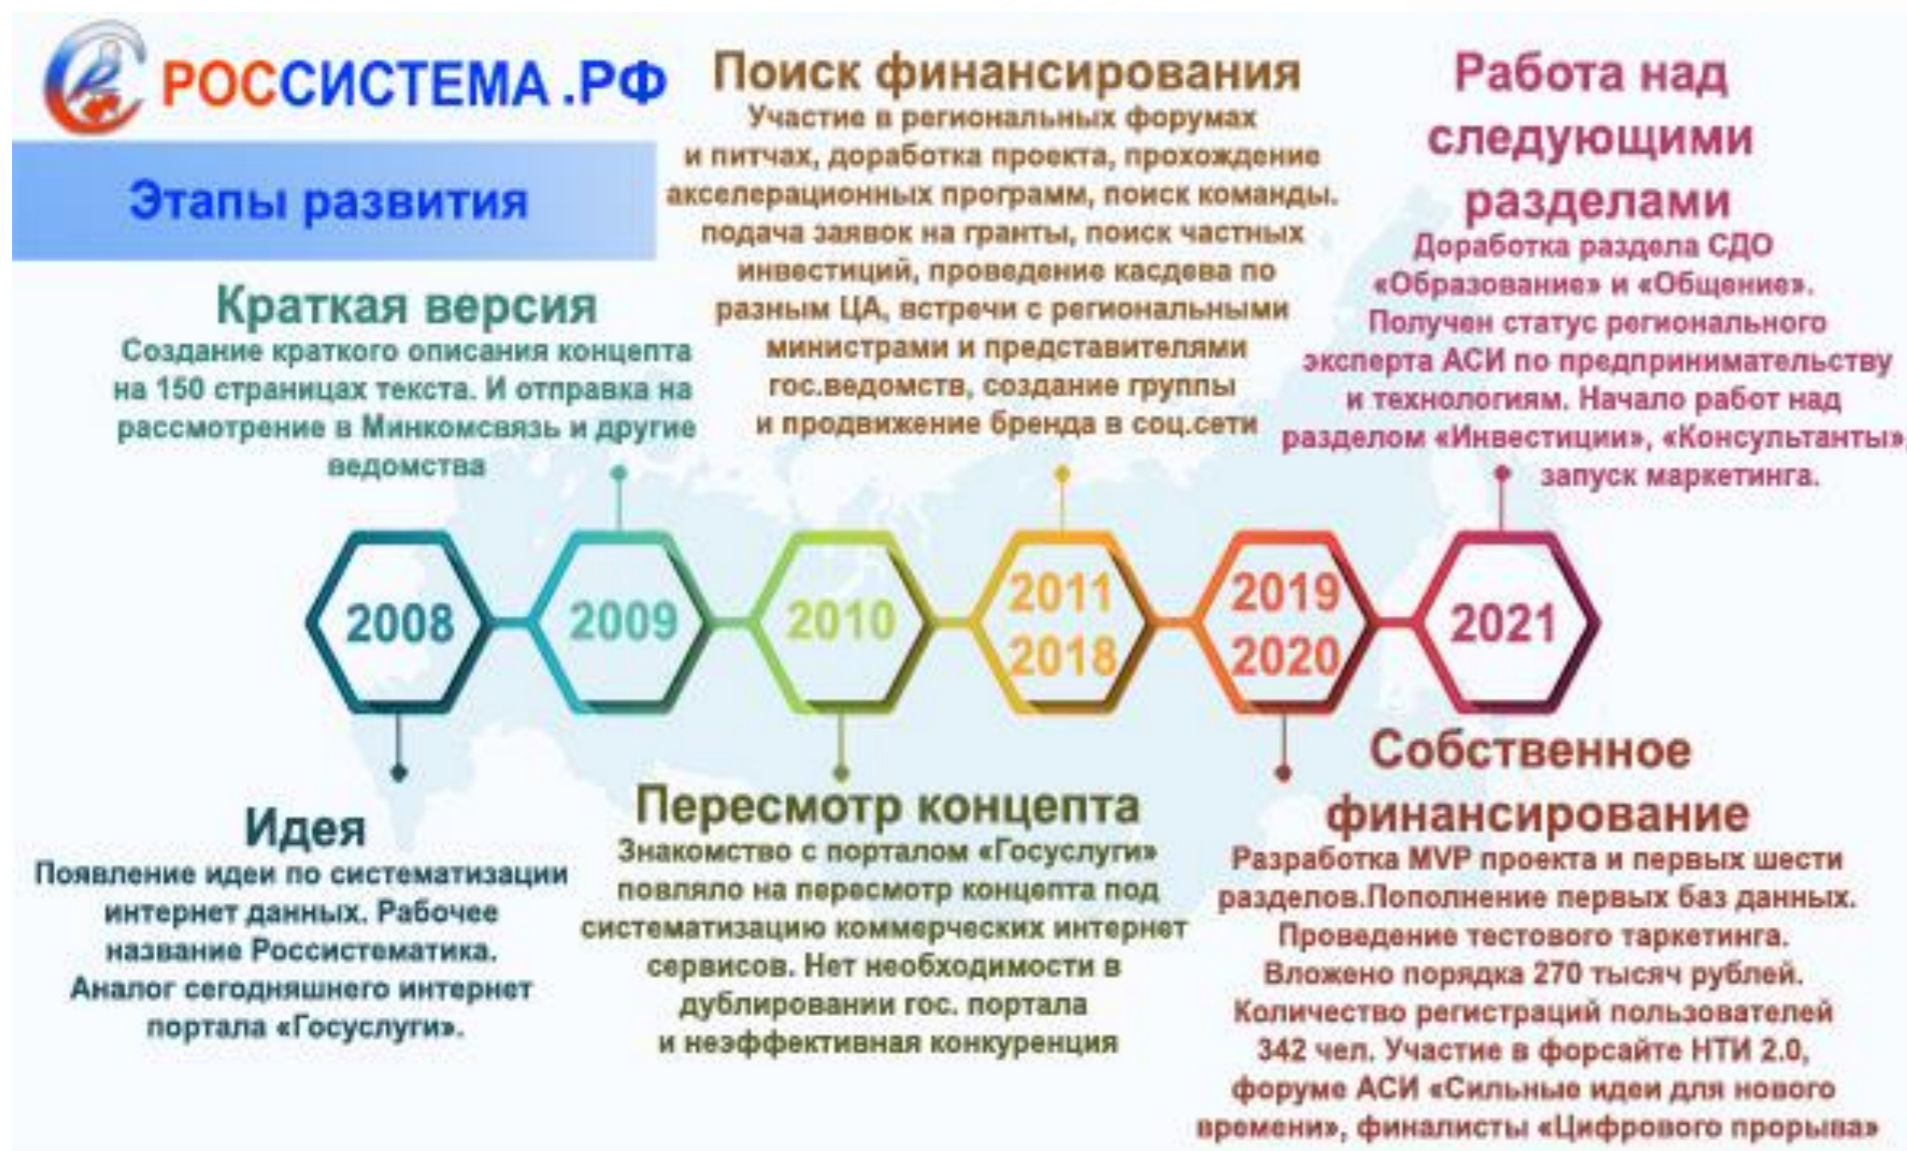 РОССИСТЕМА.РФ
Этапы развития
Краткая версия
Создание краткого описания концепта
на 150 страницах текста. И отправка на
рассмотрение в Минкомсвязь и другие
ведомства
Поиск финансирования
Участие в региональных форумах
и питчах, доработка проекта, прохождение
акселерационных программ, поиск команды.
подача заявок на гранты, поиск частных
инвестиций, проведение касдева по
разным ЦА, встречи с региональными
министрами и представителями
гос.ведомств, создание группы
и продвижение бренда в соц.сети
Работа над
следующими
разделами
Доработка раздела СДО
«Образование» и «Общение».
Получен статус регионального
эксперта АСИ по предпринимательству
и технологиям. Начало работ над
разделом «Инвестиции», «Консультанты»,
запуск маркетинга.
2008
2009
2010
2011
2018
2019
2020
2021
Идея
Появление идеи по систематизации
интернет данных. Рабочее
название Россистематика.
Аналог сегодняшнего интернет
портала «Госуслуги».
Пересмотр концепта
Знакомство с порталом «Госуслуги»
повляло на пересмотр концепта под
систематизацию коммерческих интернет
сервисов. Нет необходимости в
дублировании гос. портала
и неэффективная конкуренция
Собственное
финансирование
Разработка MVP проекта и первых шести
разделов.Пополнение первых баз данных.
Проведение тестового таркетинга.
Вложено порядка 270 тысяч рублей.
Количество регистраций пользователей
342 чел. Участие в форсайте НТИ 2.0,
форуме АСИ «Сильные идеи для нового
времени», финалисты «Цифрового прорыва»